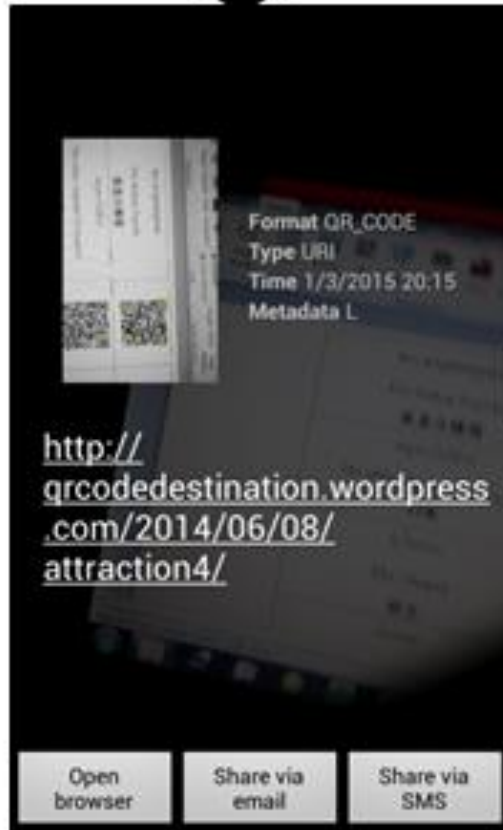 Format QR_CODE
Type URI
Time 1/3/2015 20:15
Metadata L
http://
qrcodedestination.wordpress
.com/2014/06/08/
attraction4/
Open
browser
Share via
email
Share via
SMS